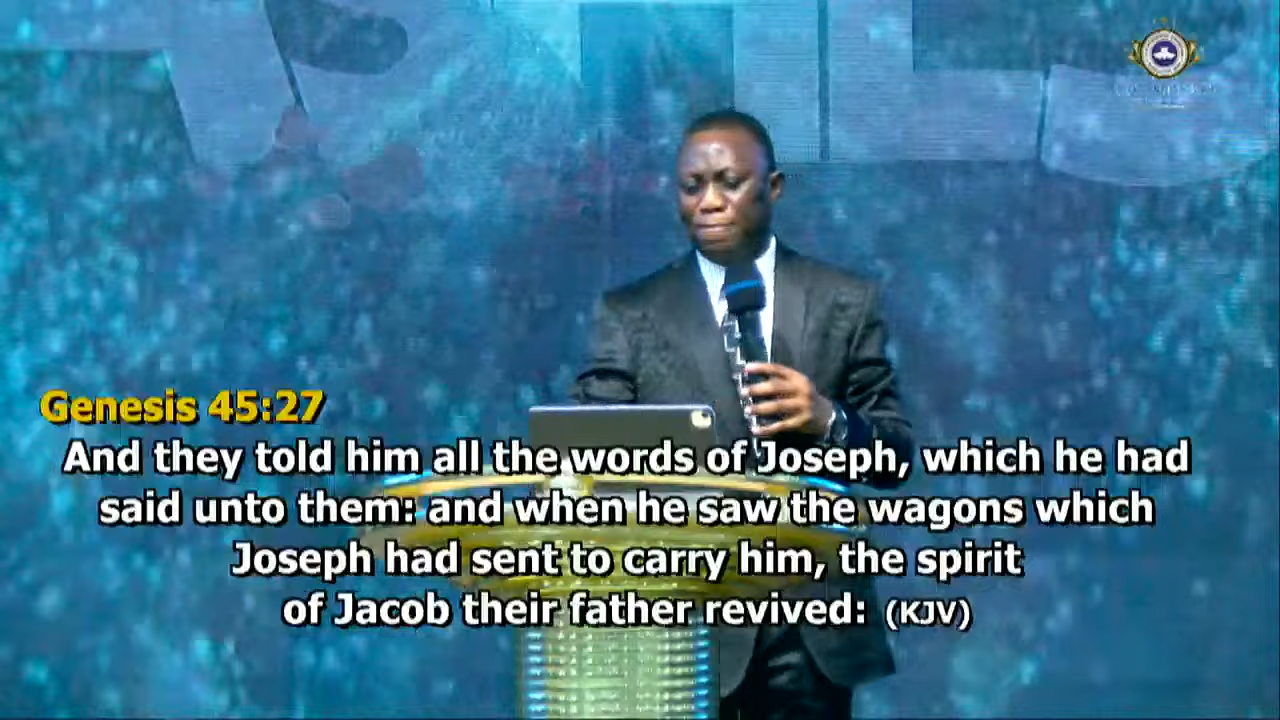 Genesis 45:27
And they told him all the words of Joseph, which he had
said unto them: and when he saw the wagons which
Joseph had sent to carry him, the spirit
of Jacob their father revived: (KJV)